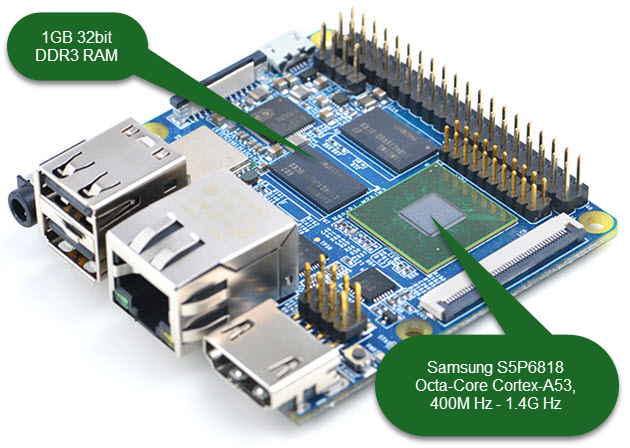 1GB 32bit
DDR3 RAM
Samsung S5P6818
Octa-Core Cortex-A53,
400M Hz - 1.4G Hz